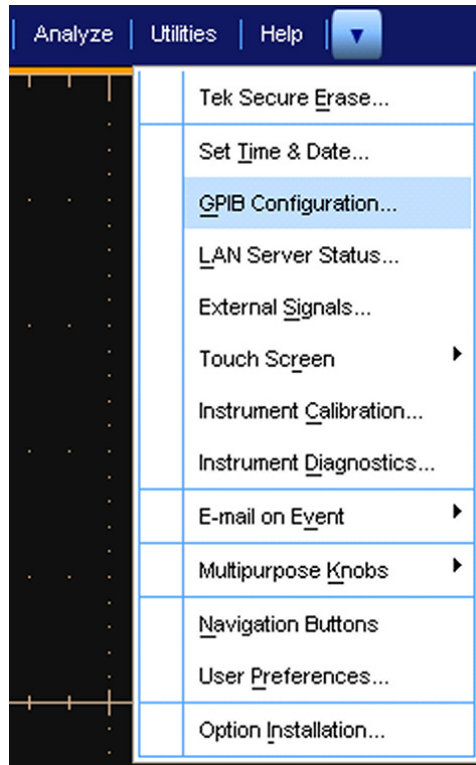 Analyze | Utilities | Help |
Tek Secure Erase...
Set Time & Date...
GPIB Configuration...
LAN Server Status...
External Signals...
Touch Screen
Instrument Calibration...
Instrument Diagnostics...
E-mail on Event
Multipurpose Knobs
Navigation Buttons
User Preferences...
Option Installation...